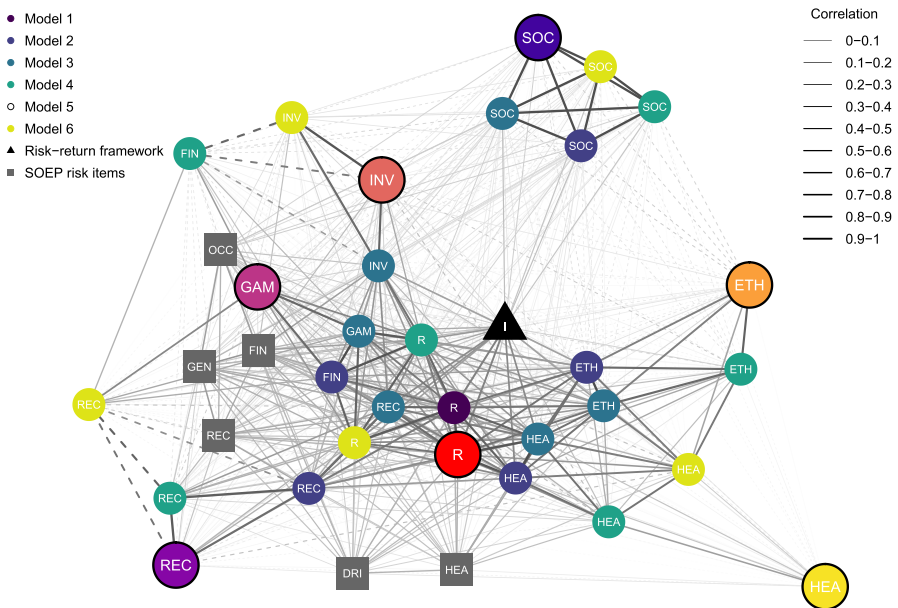 Model 1
Model 2
Model 3
Model 4
Model 5
Model 6
Risk−return framework
SOEP risk items
Correlation
0−0.1
0.1−0.2
0.2−0.3
0.3−0.4
0.4−0.5
0.5−0.6
0.6−0.7
0.7−0.8
0.8−0.9
0.9−1
SOC
SOC
SOC
SOC
SOC
INV
FIN
INV
OCC
INV
GAM
ETH
GAM
R
I
FIN
GEN
FIN
ETH
ETH
REC
REC
R
ETH
REC
R
HEA
R
HEA
HEA
REC
REC
HEA
REC
DRI
HEA
HEA